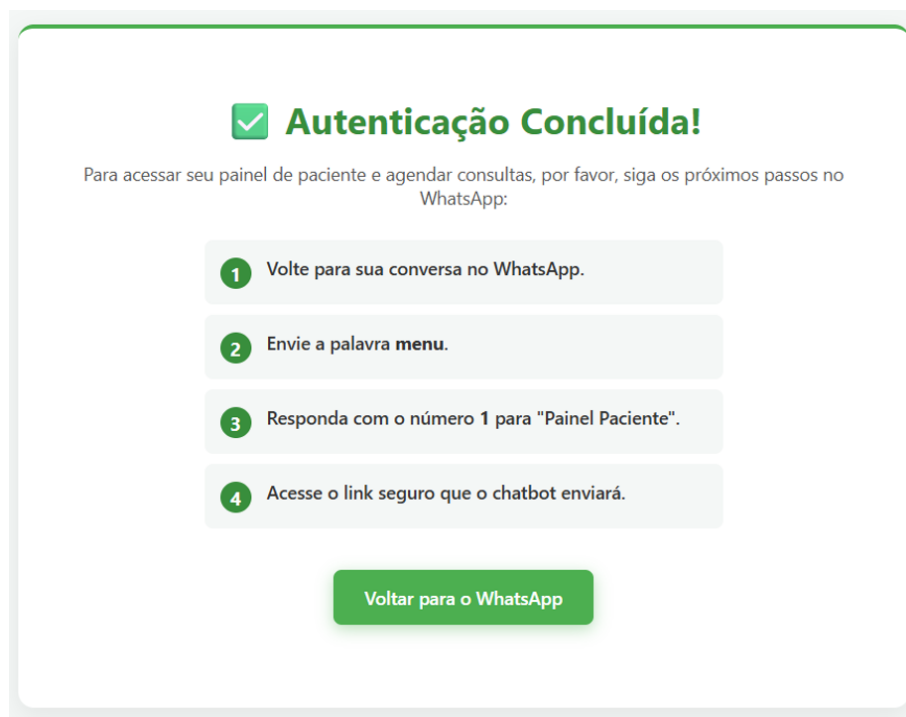 ✅ Autenticação Concluída!
Para acessar seu painel de paciente e agendar consultas, por favor, siga os próximos passos no
WhatsApp:
1 Volte para sua conversa no WhatsApp.
2 Envie a palavra menu.
3 Responda com o número 1 para "Painel Paciente".
4 Acesse o link seguro que o chatbot enviará.
Voltar para o WhatsApp